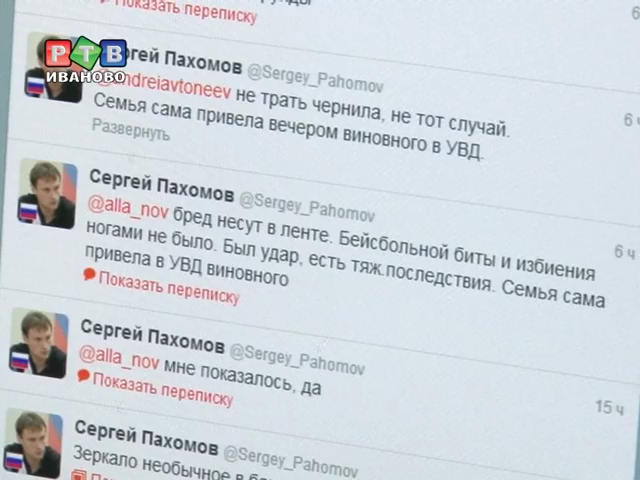 Показать переписку
6
РТВ
ИВАНОВО
Сергей Пахомов @Sergey_Pahomov
@andreiavtoneev не трать чернила, не тот случай.
6 ч
Семья сама привела вечером виновного в УВД.
Развернуть
Сергей Пахомов @Sergey_Pahomov
6 ч
@alla_nov бред несут в ленте. Бейсбольной биты и избиения
ногами не было. Был удар, есть тяж.последствия. Семья сама
привела в УВД виновного
Показать переписку
Сергей Пахомов @Sergey_Pahomov
15 ч
@alla_nov мне показалось, да
Показать переписку
Сергей Пахомов @Sergey_Pahomov
Зеркало необычное в